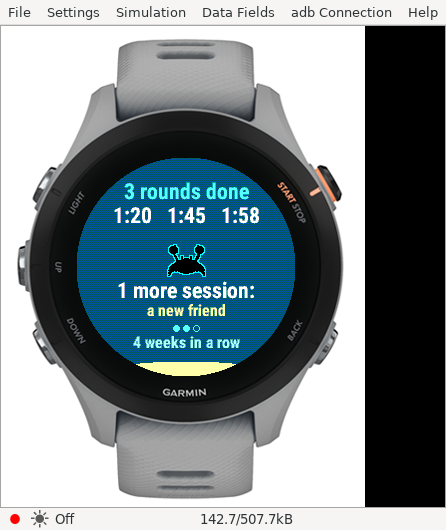 File Settings Simulation Data Fields adb Connection Help
3 rounds done
1:20 1:45 1:58
LIGHT
START STOP
UP
1 more session:
a new friend
DOWN
BACK
4 weeks in a row
GARMIN
Off 142.7/507.7kB